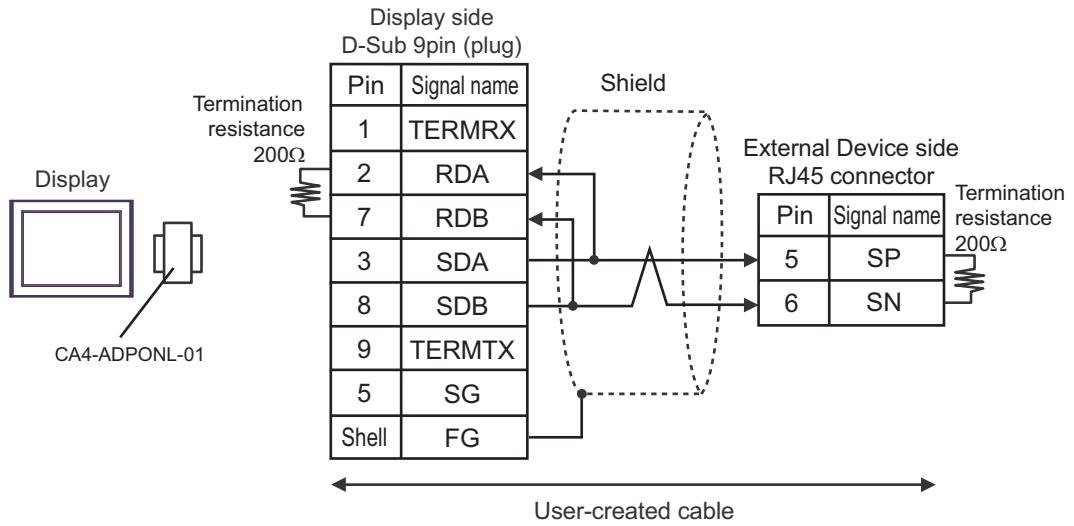 Display side
D-Sub 9pin (plug)
Pin Signal name
1 TERMRX
2 RDA
7 RDB
3 SDA
8 SDB
9 TERMTX
5 SG
Shell FG
Termination
resistance
200Ω
Display
CA4-ADPONL-01
Shield
External Device side
RJ45 connector
Pin Signal name
5 SP
6 SN
Termination
resistance
200Ω
User-created cable